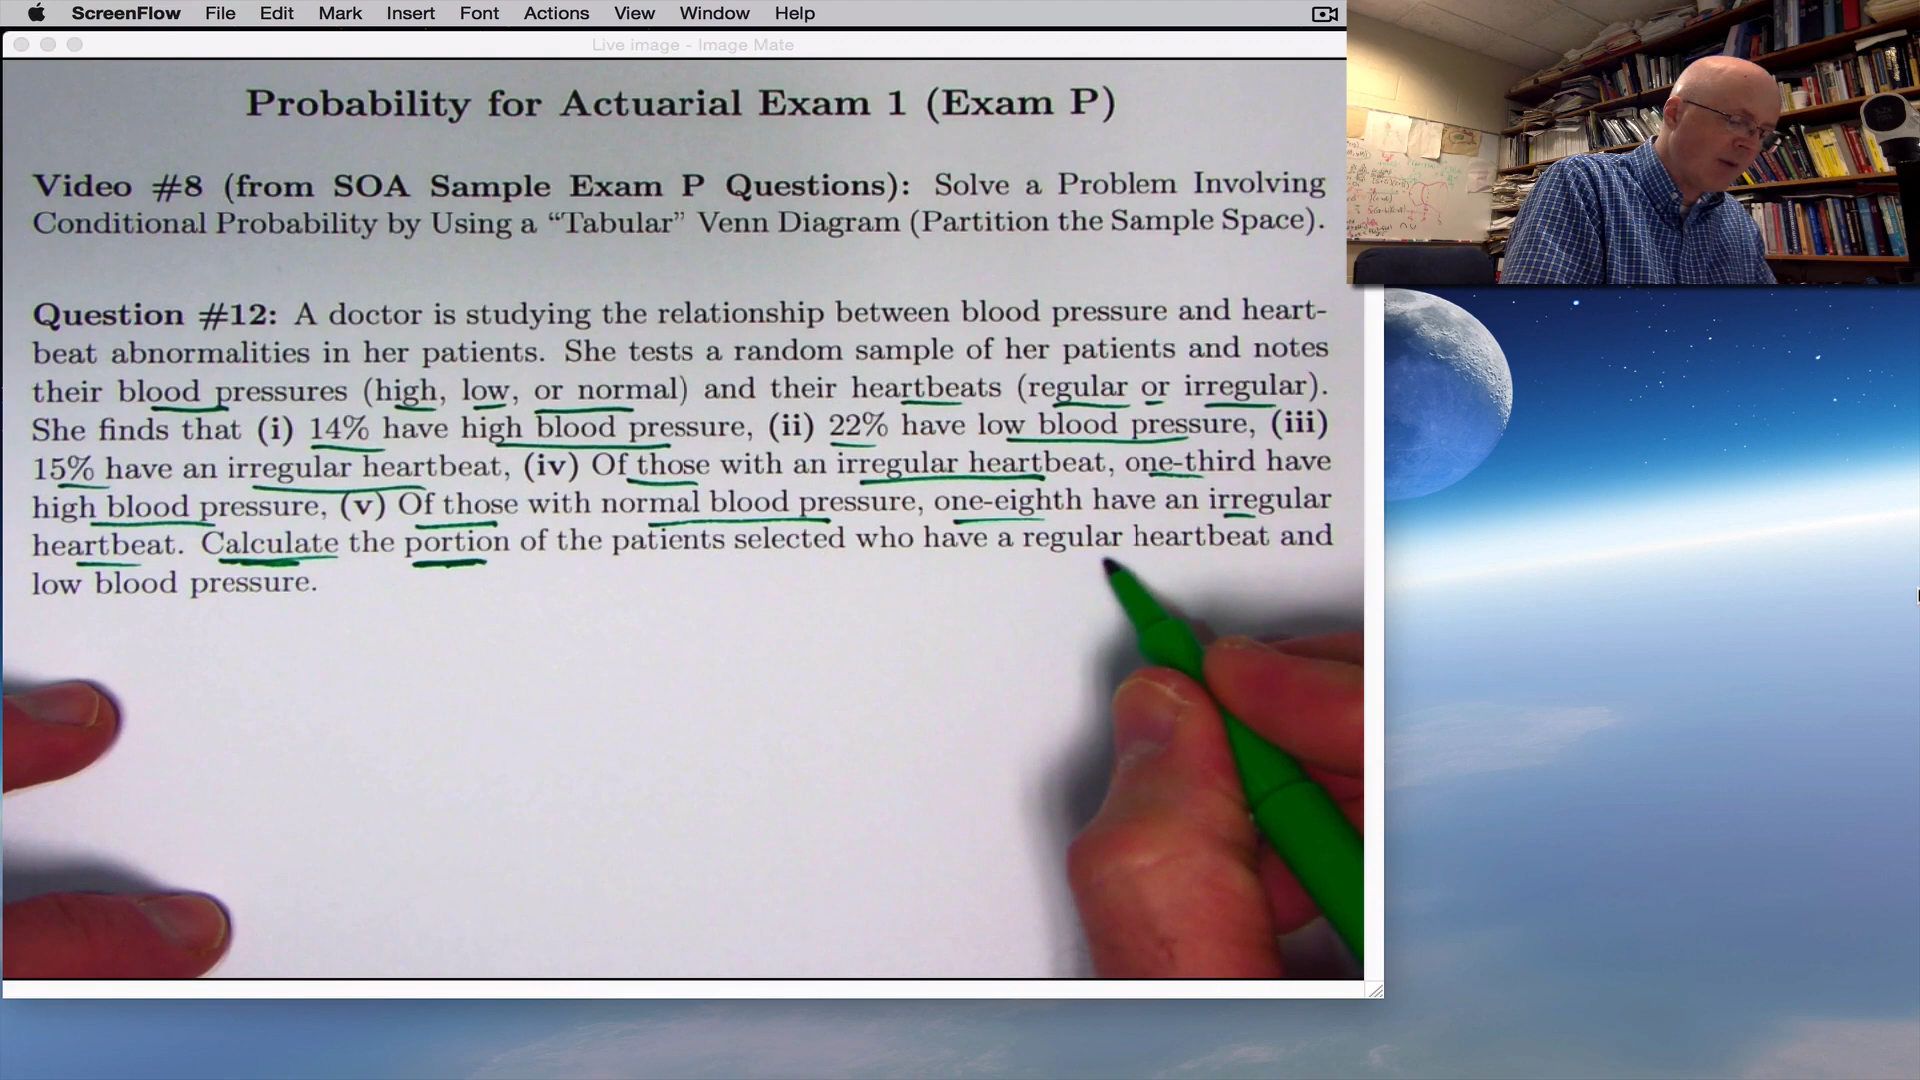 ScreenFlow File Edit Mark Insert Font Actions View Window Help
Live image - Image Mate
Probability for Actuarial Exam 1 (Exam P)
Video #8 (from SOA Sample Exam P Questions): Solve a Problem Involving
Conditional Probability by Using a “Tabular” Venn Diagram (Partition the Sample Space).
Question #12: A doctor is studying the relationship between blood pressure and heart-
beat abnormalities in her patients. She tests a random sample of her patients and notes
their blood pressures (high, low, or normal) and their heartbeats (regular or irregular).
She finds that (i) 14% have high blood pressure, (ii) 22% have low blood pressure, (iii)
15% have an irregular heartbeat, (iv) Of those with an irregular heartbeat, one-third have
high blood pressure, (v) Of those with normal blood pressure, one-eighth have an irregular
heartbeat. Calculate the portion of the patients selected who have a regular heartbeat and
low blood pressure.